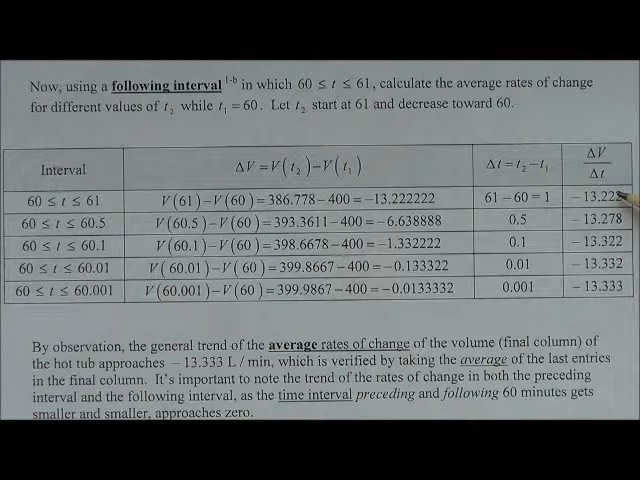 Now, using a following interval 1-b in which 60 ≤ t ≤ 61, calculate the average rates of change
for different values of t₂ while t₁ = 60. Let t₂ start at 61 and decrease toward 60.
Interval ΔV = V(t₂) − V(t₁) Δt = t₂ − t₁ ΔV/Δt
60 ≤ t ≤ 61 V(61) − V(60) = 386.778 − 400 = −13.222222 61 − 60 = 1 −13.222
60 ≤ t ≤ 60.5 V(60.5) − V(60) = 393.3611 − 400 = −6.638888 0.5 −13.278
60 ≤ t ≤ 60.1 V(60.1) − V(60) = 398.6678 − 400 = −1.332222 0.1 −13.322
60 ≤ t ≤ 60.01 V(60.01) − V(60) = 399.8667 − 400 = −0.133322 0.01 −13.332
60 ≤ t ≤ 60.001 V(60.001) − V(60) = 399.9867 − 400 = −0.0133332 0.001 −13.333
By observation, the general trend of the average rates of change of the volume (final column) of
the hot tub approaches −13.333 L / min, which is verified by taking the average of the last entries
in the final column. It's important to note the trend of the rates of change in both the preceding
interval and the following interval, as the time interval preceding and following 60 minutes gets
smaller and smaller, approaches zero.